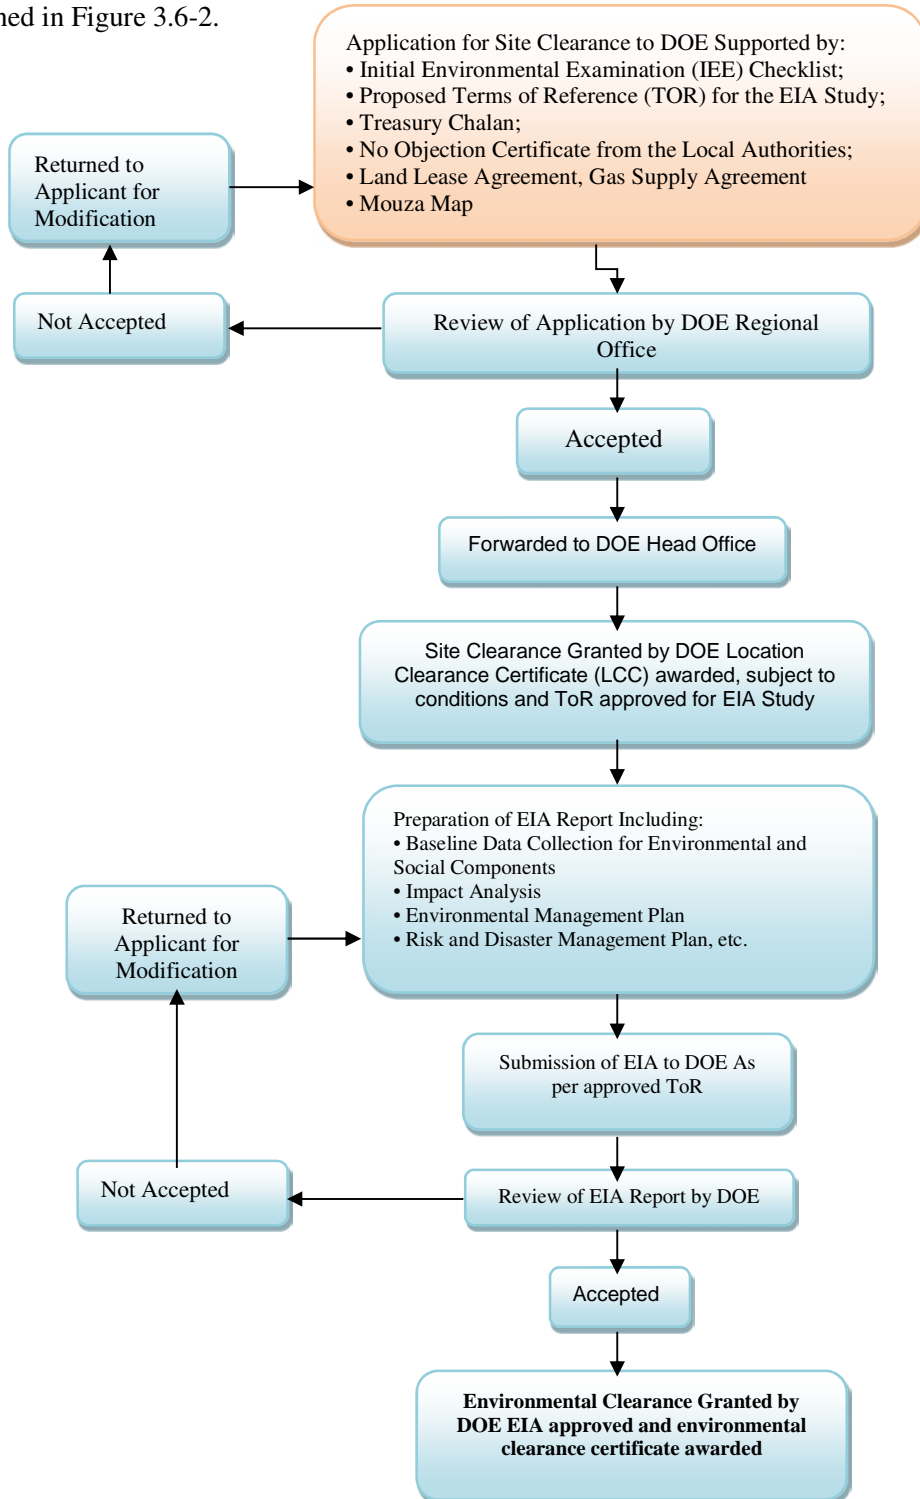 ned in Figure 3.6-2.
Application for Site Clearance to DOE Supported by:
• Initial Environmental Examination (IEE) Checklist;
• Proposed Terms of Reference (TOR) for the EIA Study;
• Treasury Chalan;
• No Objection Certificate from the Local Authorities;
• Land Lease Agreement, Gas Supply Agreement
• Mouza Map
Returned to
Applicant for
Modification
Not Accepted
Review of Application by DOE Regional
Office
Accepted
Forwarded to DOE Head Office
Site Clearance Granted by DOE Location
Clearance Certificate (LCC) awarded, subject to
conditions and ToR approved for EIA Study
Preparation of EIA Report Including:
• Baseline Data Collection for Environmental and
Social Components
• Impact Analysis
• Environmental Management Plan
• Risk and Disaster Management Plan, etc.
Returned to
Applicant for
Modification
Submission of EIA to DOE As
per approved ToR
Not Accepted
Review of EIA Report by DOE
Accepted
Environmental Clearance Granted by
DOE EIA approved and environmental
clearance certificate awarded